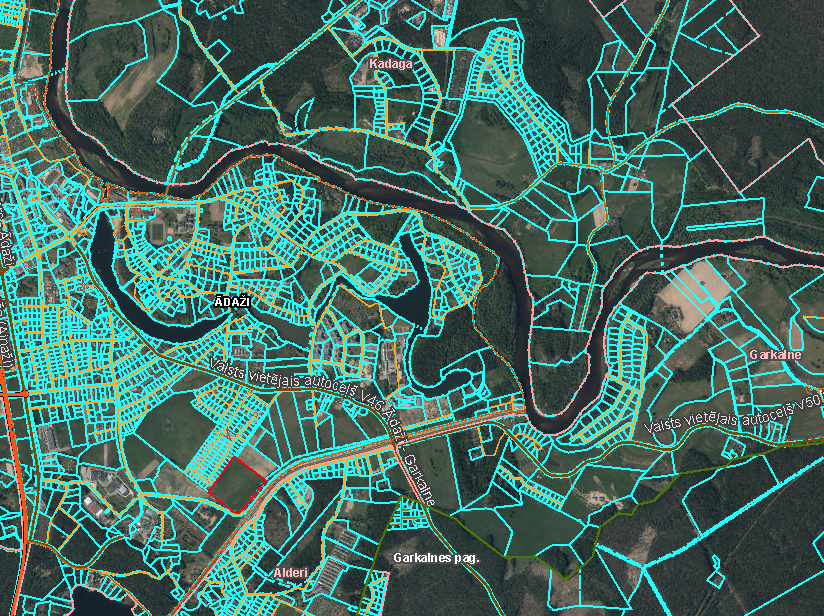 Kadaga
ĀDAŽI
Garkalne
Valsts vietējais autoceļš V46 Ādaži - Garkalne
Valsts vietējais autoceļš V50
Garkalnes pag.
Alderi